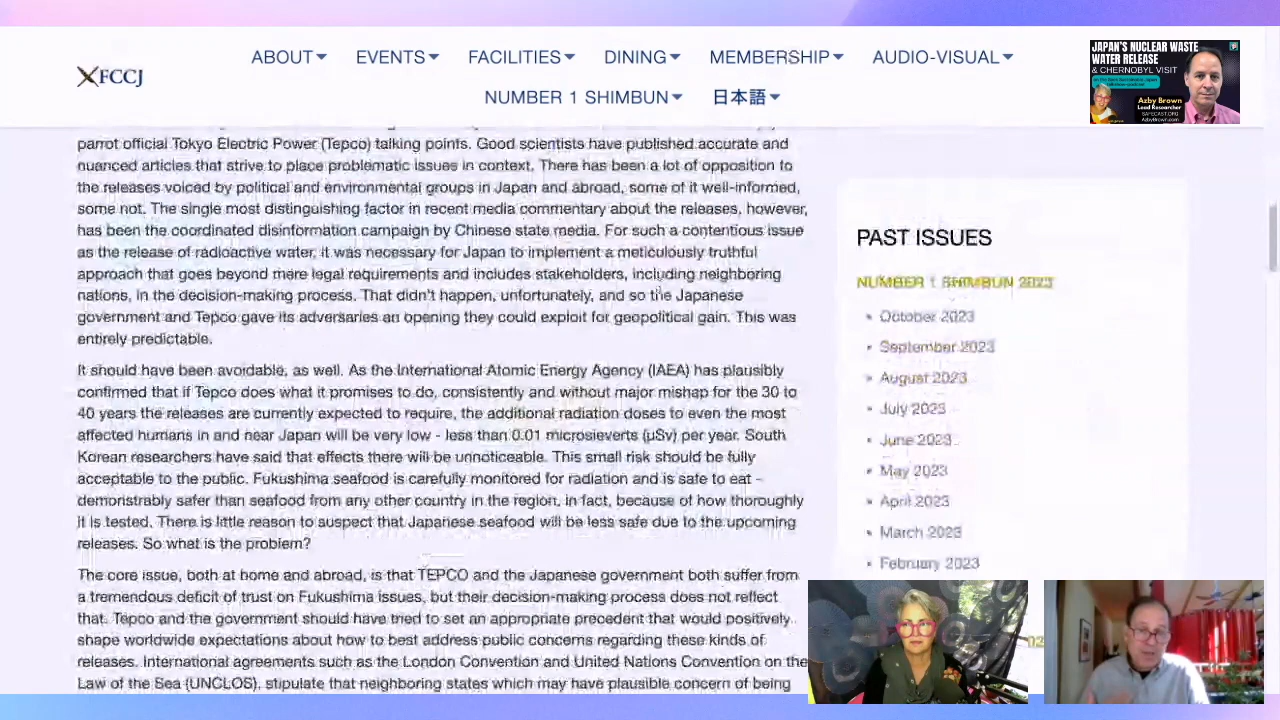 FCCJ
ABOUT
EVENTS
FACILITIES
DINING
MEMBERSHIP
AUDIO-VISUAL
NUMBER 1 SHIMBUN
日本語
JAPAN'S NUCLEAR WASTE
WATER RELEASE
& CHERNOBYL VISIT
Azby Brown
Lead Researcher
SAFECAST.ORG
AzbyBrown.com
parrot official Tokyo Electric Power (Tepco) talking points. Good scientists have published accurate and
nuanced articles that strive to place problematic issues in context. There has been a lot of opposition to
the releases voiced by political and environmental groups in Japan and abroad, some of it well-informed,
some not. The single most distinguishing factor in recent media commentary about the releases, however,
has been the coordinated disinformation campaign by Chinese state media. For such a contentious issue
as the release of radioactive water, it was necessary for Japan to implement a meticulously truthful
approach that goes beyond mere legal requirements and includes stakeholders, including neighboring
nations, in the decision-making process. That didn't happen, unfortunately, and so the Japanese
government and Tepco gave its adversaries an opening they could exploit for geopolitical gain. This was
entirely predictable.
It should have been avoidable, as well. As the International Atomic Energy Agency (IAEA) has plausibly
confirmed that if Tepco does what it promises to do, consistently and without major mishap for the 30 to
40 years the releases are currently expected to require, the additional radiation doses to even the most
affected humans in and near Japan will be very low - less than 0.01 microsieverts (µSv) per year. South
Korean researchers have said that effects there will be unnoticeable. This small risk should be fully
acceptable to the public. Fukushima seafood is carefully monitored for radiation and is safe to eat -
demonstrably safer than seafood from any other country in the region, in fact, because of how thoroughly
it is tested. There is little reason to suspect that Japanese seafood will be less safe due to the upcoming
releases. So what is the problem?
The core issue, both at home and abroad, is that TEPCO and the Japanese government both suffer from
a tremendous deficit of trust on Fukushima issues, but their decision-making process does not reflect
that. Tepco and the government should have tried to set an appropriate precedent that would positively
shape worldwide expectations about how to best address public concerns regarding these kinds of
releases. International agreements such as the London Convention and United Nations Convention on the
Law of the Sea (UNCLOS), stipulate that neighboring states which may have plausible concern of being
PAST ISSUES
NUMBER 1 SHIMBUN 2023
October 2023
September 2023
August 2023
July 2023
June 2023
May 2023
April 2023
March 2023
February 2023